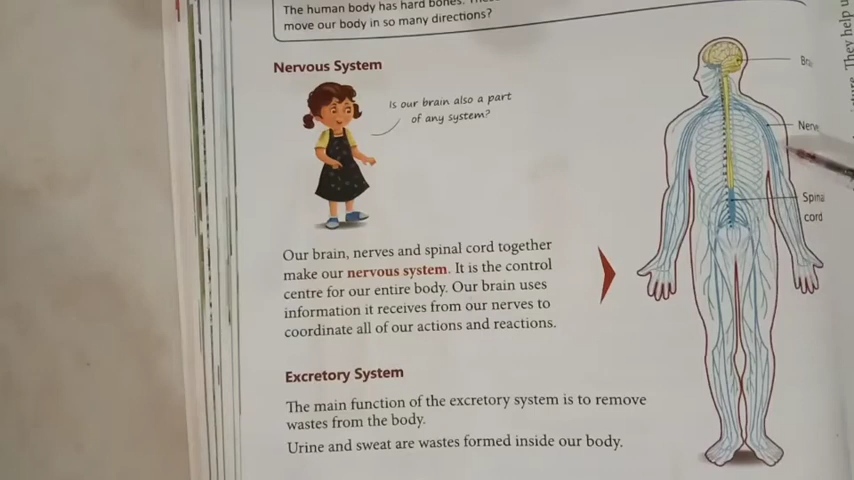 The human body has hard bones.
move our body in so many directions?
Nervous System
Is our brain also a part
of any system?
Our brain, nerves and spinal cord together
make our nervous system. It is the control
centre for our entire body. Our brain uses
information it receives from our nerves to
coordinate all of our actions and reactions.
Spinal
cord
Excretory System
The main function of the excretory system is to remove
wastes from the body.
Urine and sweat are wastes formed inside our body.
They help